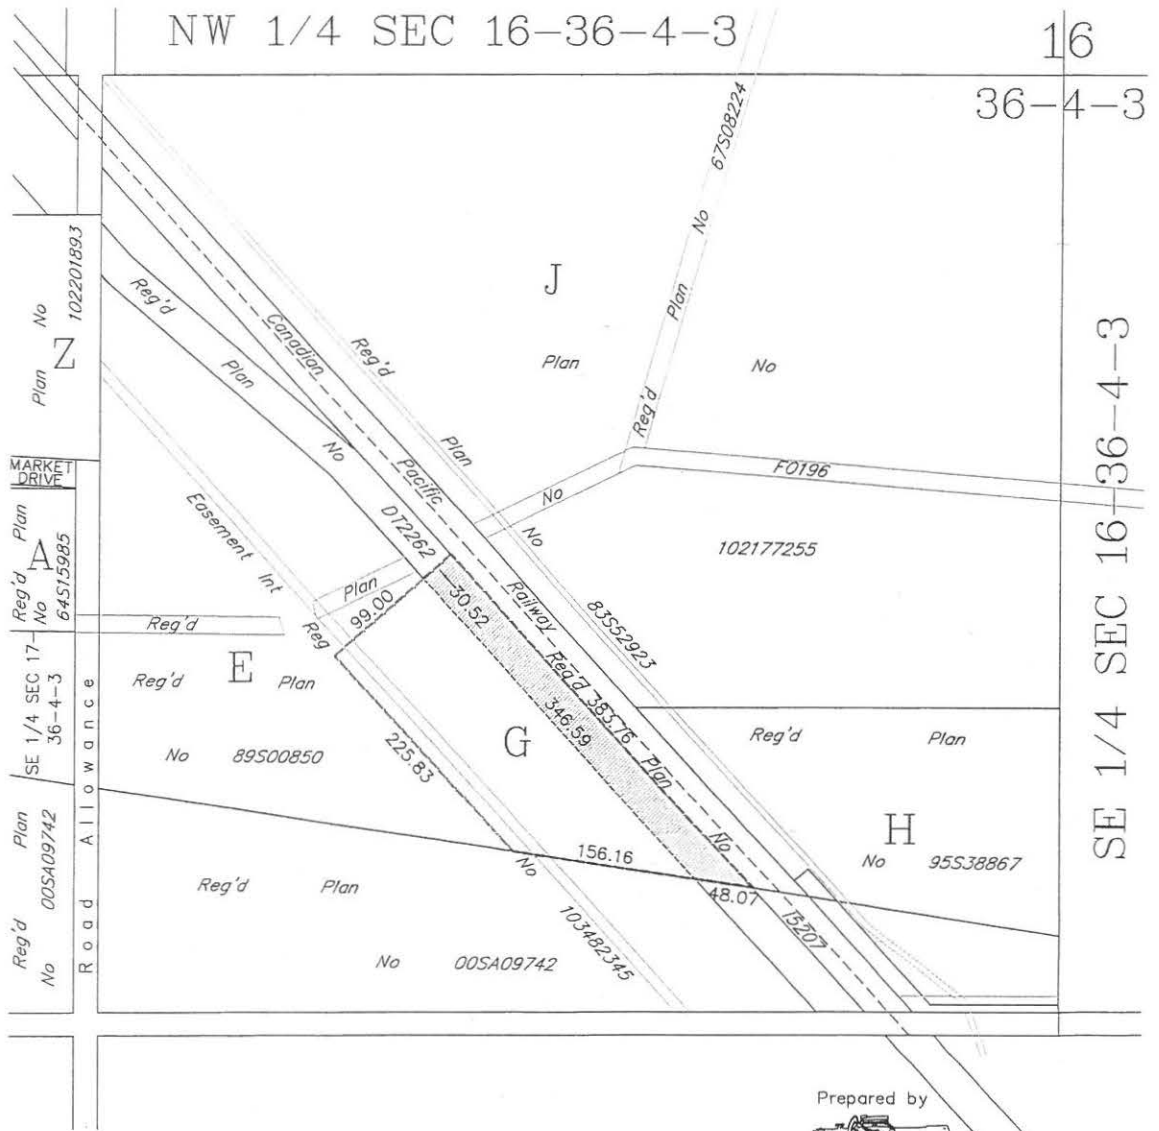 NW 1/4 SEC 16-36-4-3
16
36-4-3
67S08224
No
Plan
Reg'd
J
Plan No
Plan No 102201893
Z
Reg'd Plan No DT2262
Canadian Pacific Railway
Reg'd Plan No 15207
Reg'd Plan No 83S52923
No
Plan
Reg
F0196
102177255
MARKET
DRIVE
Reg'd Plan
No 64S15985
A
Easement Int
99.00
30.52
346.59
383.76
225.83
156.16
48.07
Reg'd
E
Reg'd Plan
No 89S00850
G
SE 1/4 SEC 17-
36-4-3
Road Allowance
Reg'd Plan
No 00SA09742
Reg'd Plan
No 00SA09742
No 103482345
Reg'd Plan
H
No 95S38867
SE 1/4 SEC 16-36-4-3
Prepared by